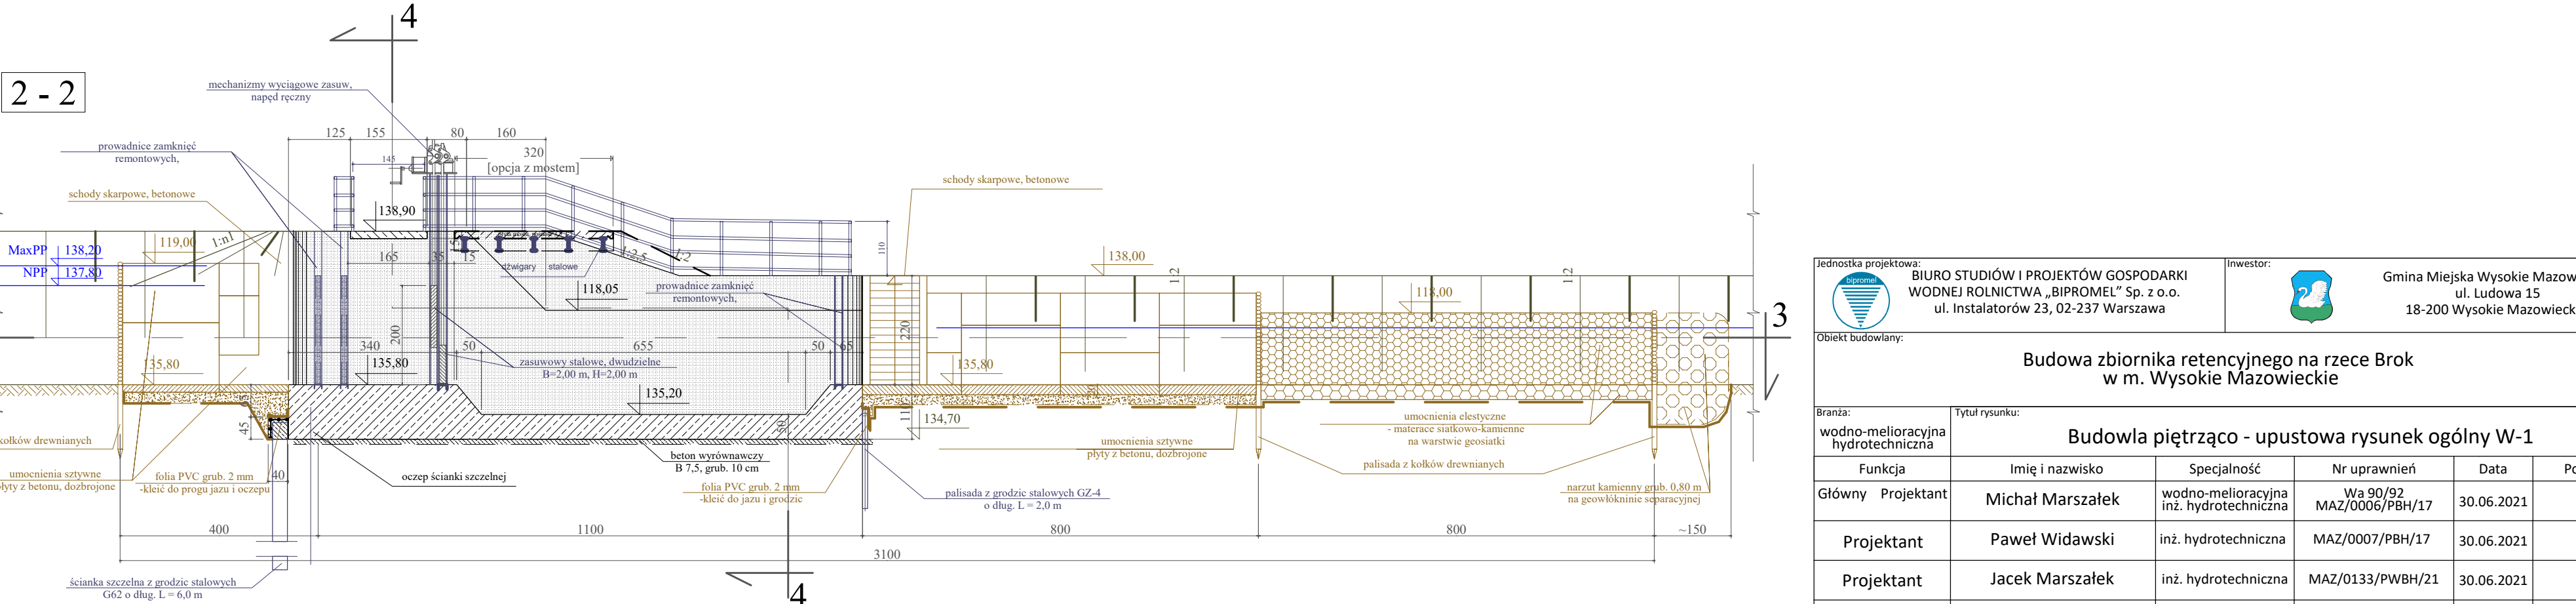 2 - 2
4
mechanizmy wyciągowe zasuw,
napęd ręczny
prowadnice zamknięć
remontowych,
schody skarpowe, betonowe
MaxPP 138,20
NPP 137,80
119,00
1:n1
125 155 80 160
145
320
[opcja z mostem]
138,90
165 35 15
15
dźwigary stalowe
1:2,5
1:2
110
118,05
prowadnice zamknięć
remontowych,
schody skarpowe, betonowe
138,00
1:2
1:2
118,00
3
200
340
655
50
50
65
220
135,80
135,80
135,80
zasuwowy stalowe, dwudzielne
B=2,00 m, H=2,00 m
135,20
134,70
110
50
45
40
kołków drewnianych
umocnienia sztywne
płyty z betonu, dozbrojone
folia PVC grub. 2 mm
-kleić do progu jazu i oczepu
oczep ścianki szczelnej
beton wyrównawczy
B 7,5, grub. 10 cm
folia PVC grub. 2 mm
-kleić do jazu i grodzic
palisada z grodzic stalowych GZ-4
o dług. L = 2,0 m
umocnienia sztywne
płyty z betonu, dozbrojone
umocnienia elestyczne
- materace siatkowo-kamienne
na warstwie geosiatki
palisada z kołków drewnianych
narzut kamienny grub. 0,80 m
na geowłókninie separacyjnej
400 1100 800 800 ~150
3100
ścianka szczelna z grodzic stalowych
G62 o dług. L = 6,0 m
4
Jednostka projektowa:
bipromel
BIURO STUDIÓW I PROJEKTÓW GOSPODARKI
WODNEJ ROLNICTWA „BIPROMEL” Sp. z o.o.
ul. Instalatorów 23, 02-237 Warszawa
Inwestor:
Gmina Miejska Wysokie Mazow
ul. Ludowa 15
18-200 Wysokie Mazowieck
Obiekt budowlany:
Budowa zbiornika retencyjnego na rzece Brok
w m. Wysokie Mazowieckie
Branża:
wodno-melioracyjna
hydrotechniczna
Tytuł rysunku:
Budowla piętrząco - upustowa rysunek ogólny W-1
Funkcja Imię i nazwisko Specjalność Nr uprawnień Data Po
Główny Projektant Michał Marszałek wodno-melioracyjna inż. hydrotechniczna Wa 90/92 MAZ/0006/PBH/17 30.06.2021
Projektant Paweł Widawski inż. hydrotechniczna MAZ/0007/PBH/17 30.06.2021
Projektant Jacek Marszałek inż. hydrotechniczna MAZ/0133/PWBH/21 30.06.2021